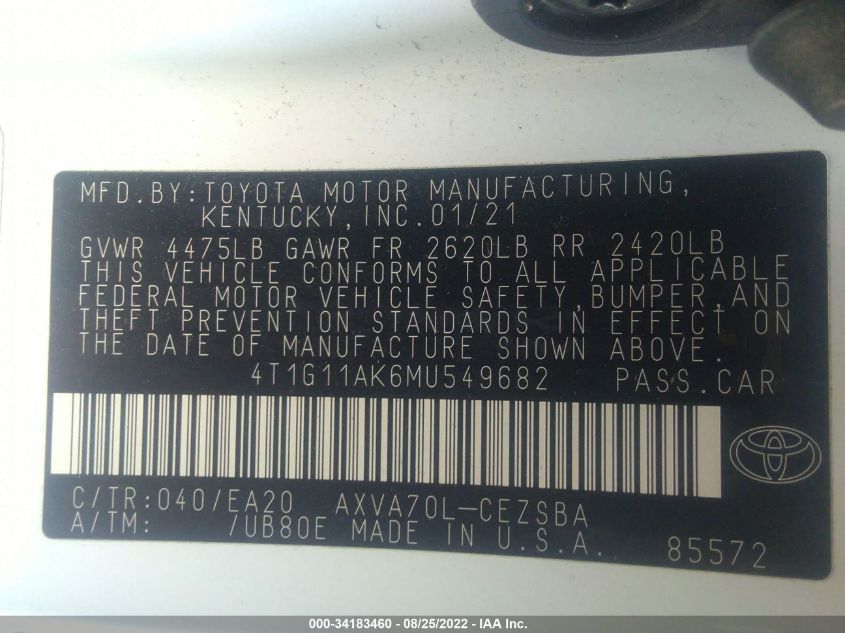 MFD.BY:TOYOTA MOTOR MANUFACTURING,
KENTUCKY,INC.01/21
GVWR 4475LB GAWR FR 2620LB RR 2420LB
THIS VEHICLE CONFORMS TO ALL APPLICABLE
FEDERAL MOTOR VEHICLE SAFETY,BUMPER,AND
THEFT PREVENTION STANDARDS IN EFFECT ON
THE DATE OF MANUFACTURE SHOWN ABOVE.
4T1G11AK6MU549682 PASS.CAR
C/TR:040/EA20 AXVA70L-CEZSBA
A/TM: /UB80E MADE IN U.S.A.
85572
000-34183460 - 08/25/2022 - IAA Inc.